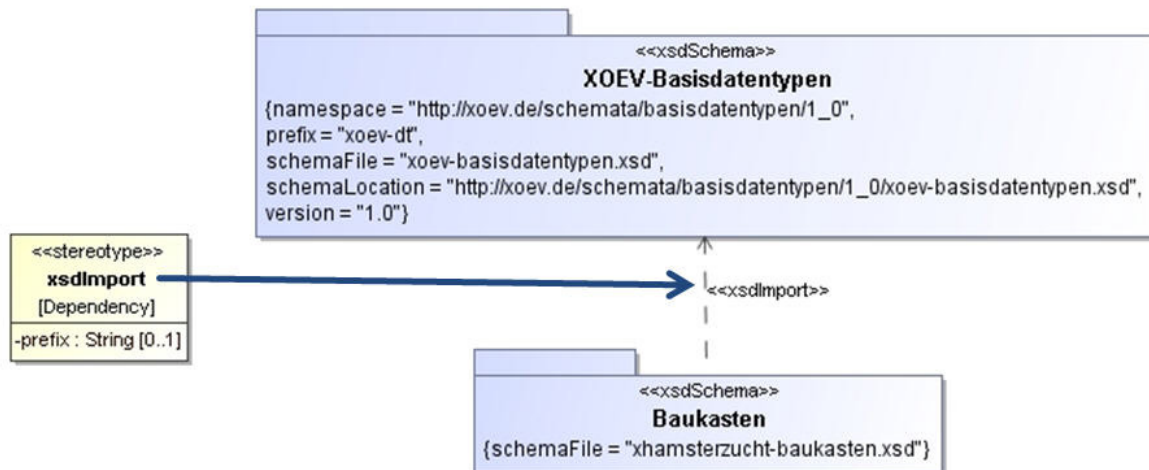 <<xsdSchema>>
XOEV-Basisdatentypen
{namespace = "http://xoev.de/schemata/basisdatentypen/1_0",
prefix = "xoev-dt",
schemaFile = "xoev-basisdatentypen.xsd",
schemaLocation = "http://xoev.de/schemata/basisdatentypen/1_0/xoev-basisdatentypen.xsd",
version = "1.0"}
<<stereotype>>
xsdImport
[Dependency]
-prefix : String [0..1]
<<xsdImport>>
<<xsdSchema>>
Baukasten
{schemaFile = "xhamsterzucht-baukasten.xsd"}